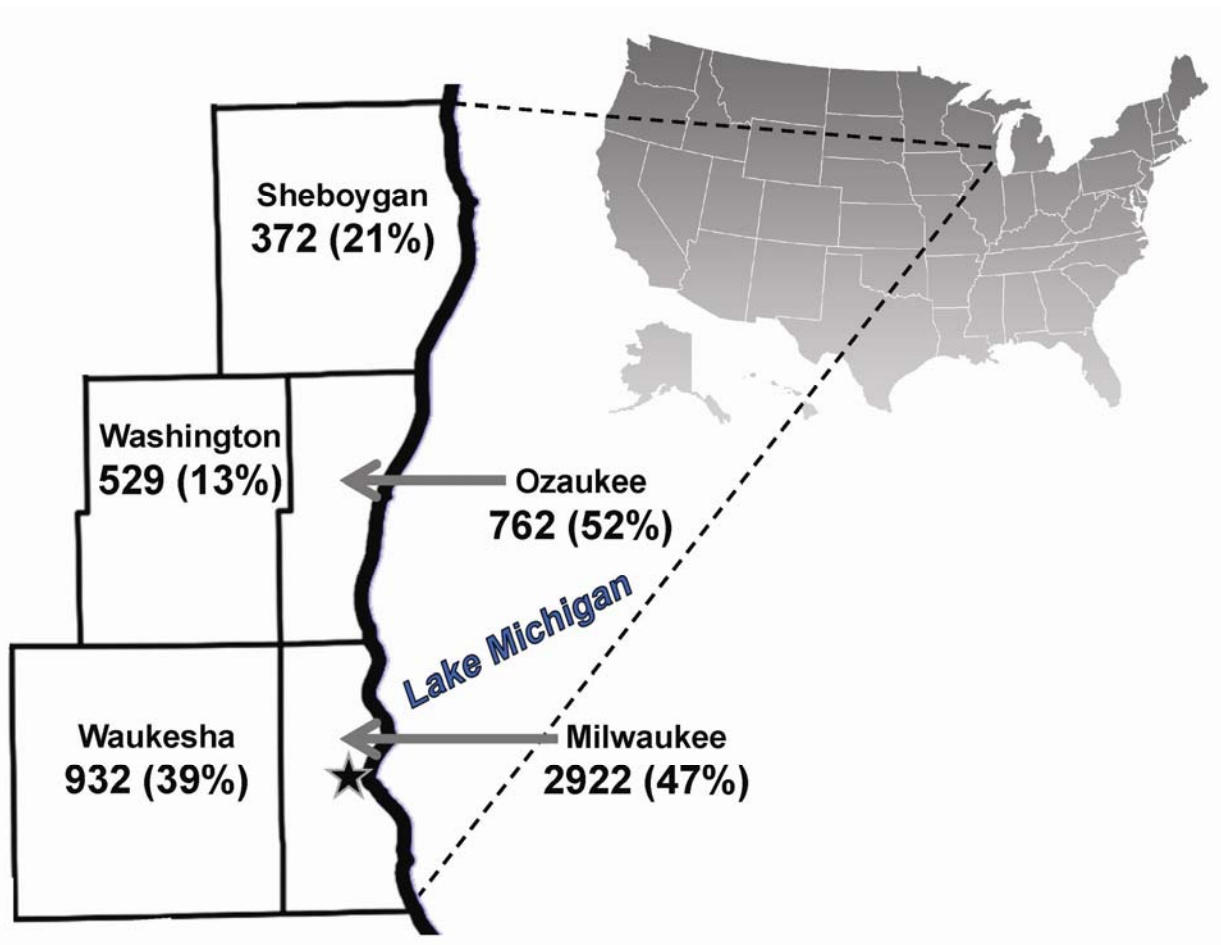 Sheboygan
372 (21%)
Washington
529 (13%)
Ozaukee
762 (52%)
Lake Michigan
Waukesha
932 (39%)
Milwaukee
2922 (47%)